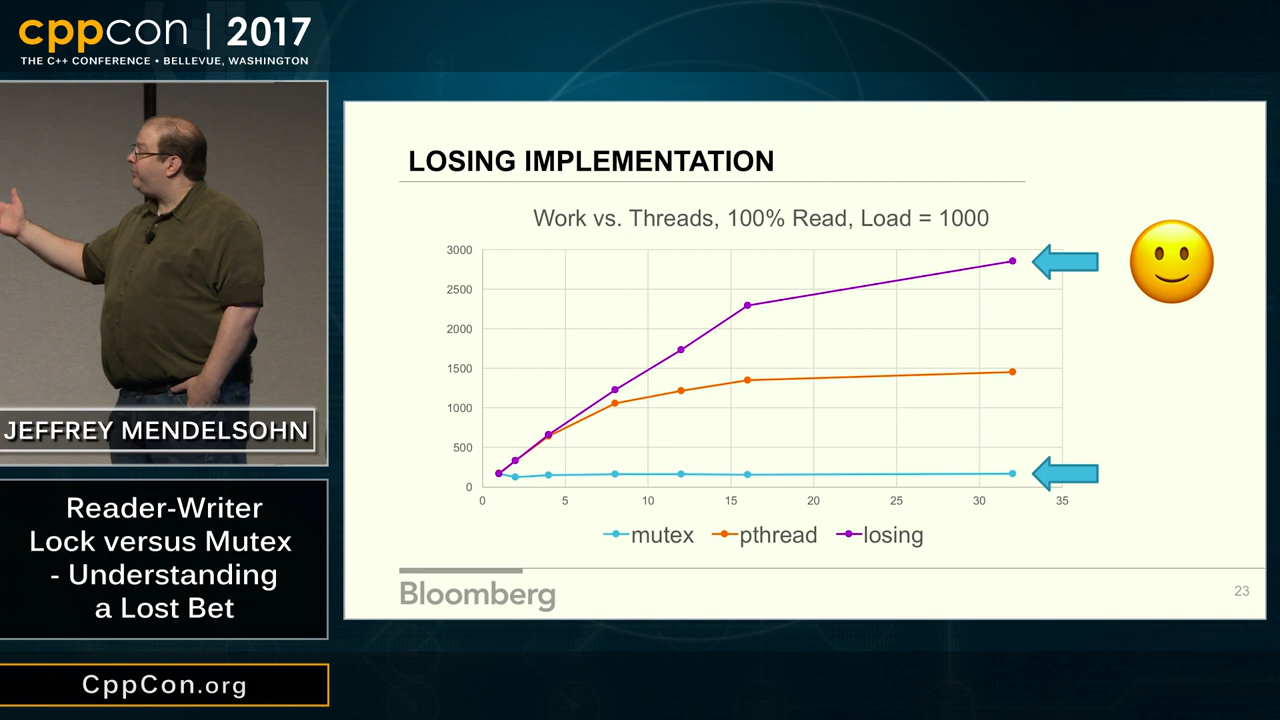 cppcon | 2017
THE C++ CONFERENCE • BELLEVUE, WASHINGTON
JEFFREY MENDELSOHN
Reader-Writer
Lock versus Mutex
- Understanding
a Lost Bet
CppCon.org
LOSING IMPLEMENTATION
Work vs. Threads, 100% Read, Load = 1000
3000
2500
2000
1500
1000
500
0
0 5 10 15 20 25 30 35
mutex pthread losing
Bloomberg
23